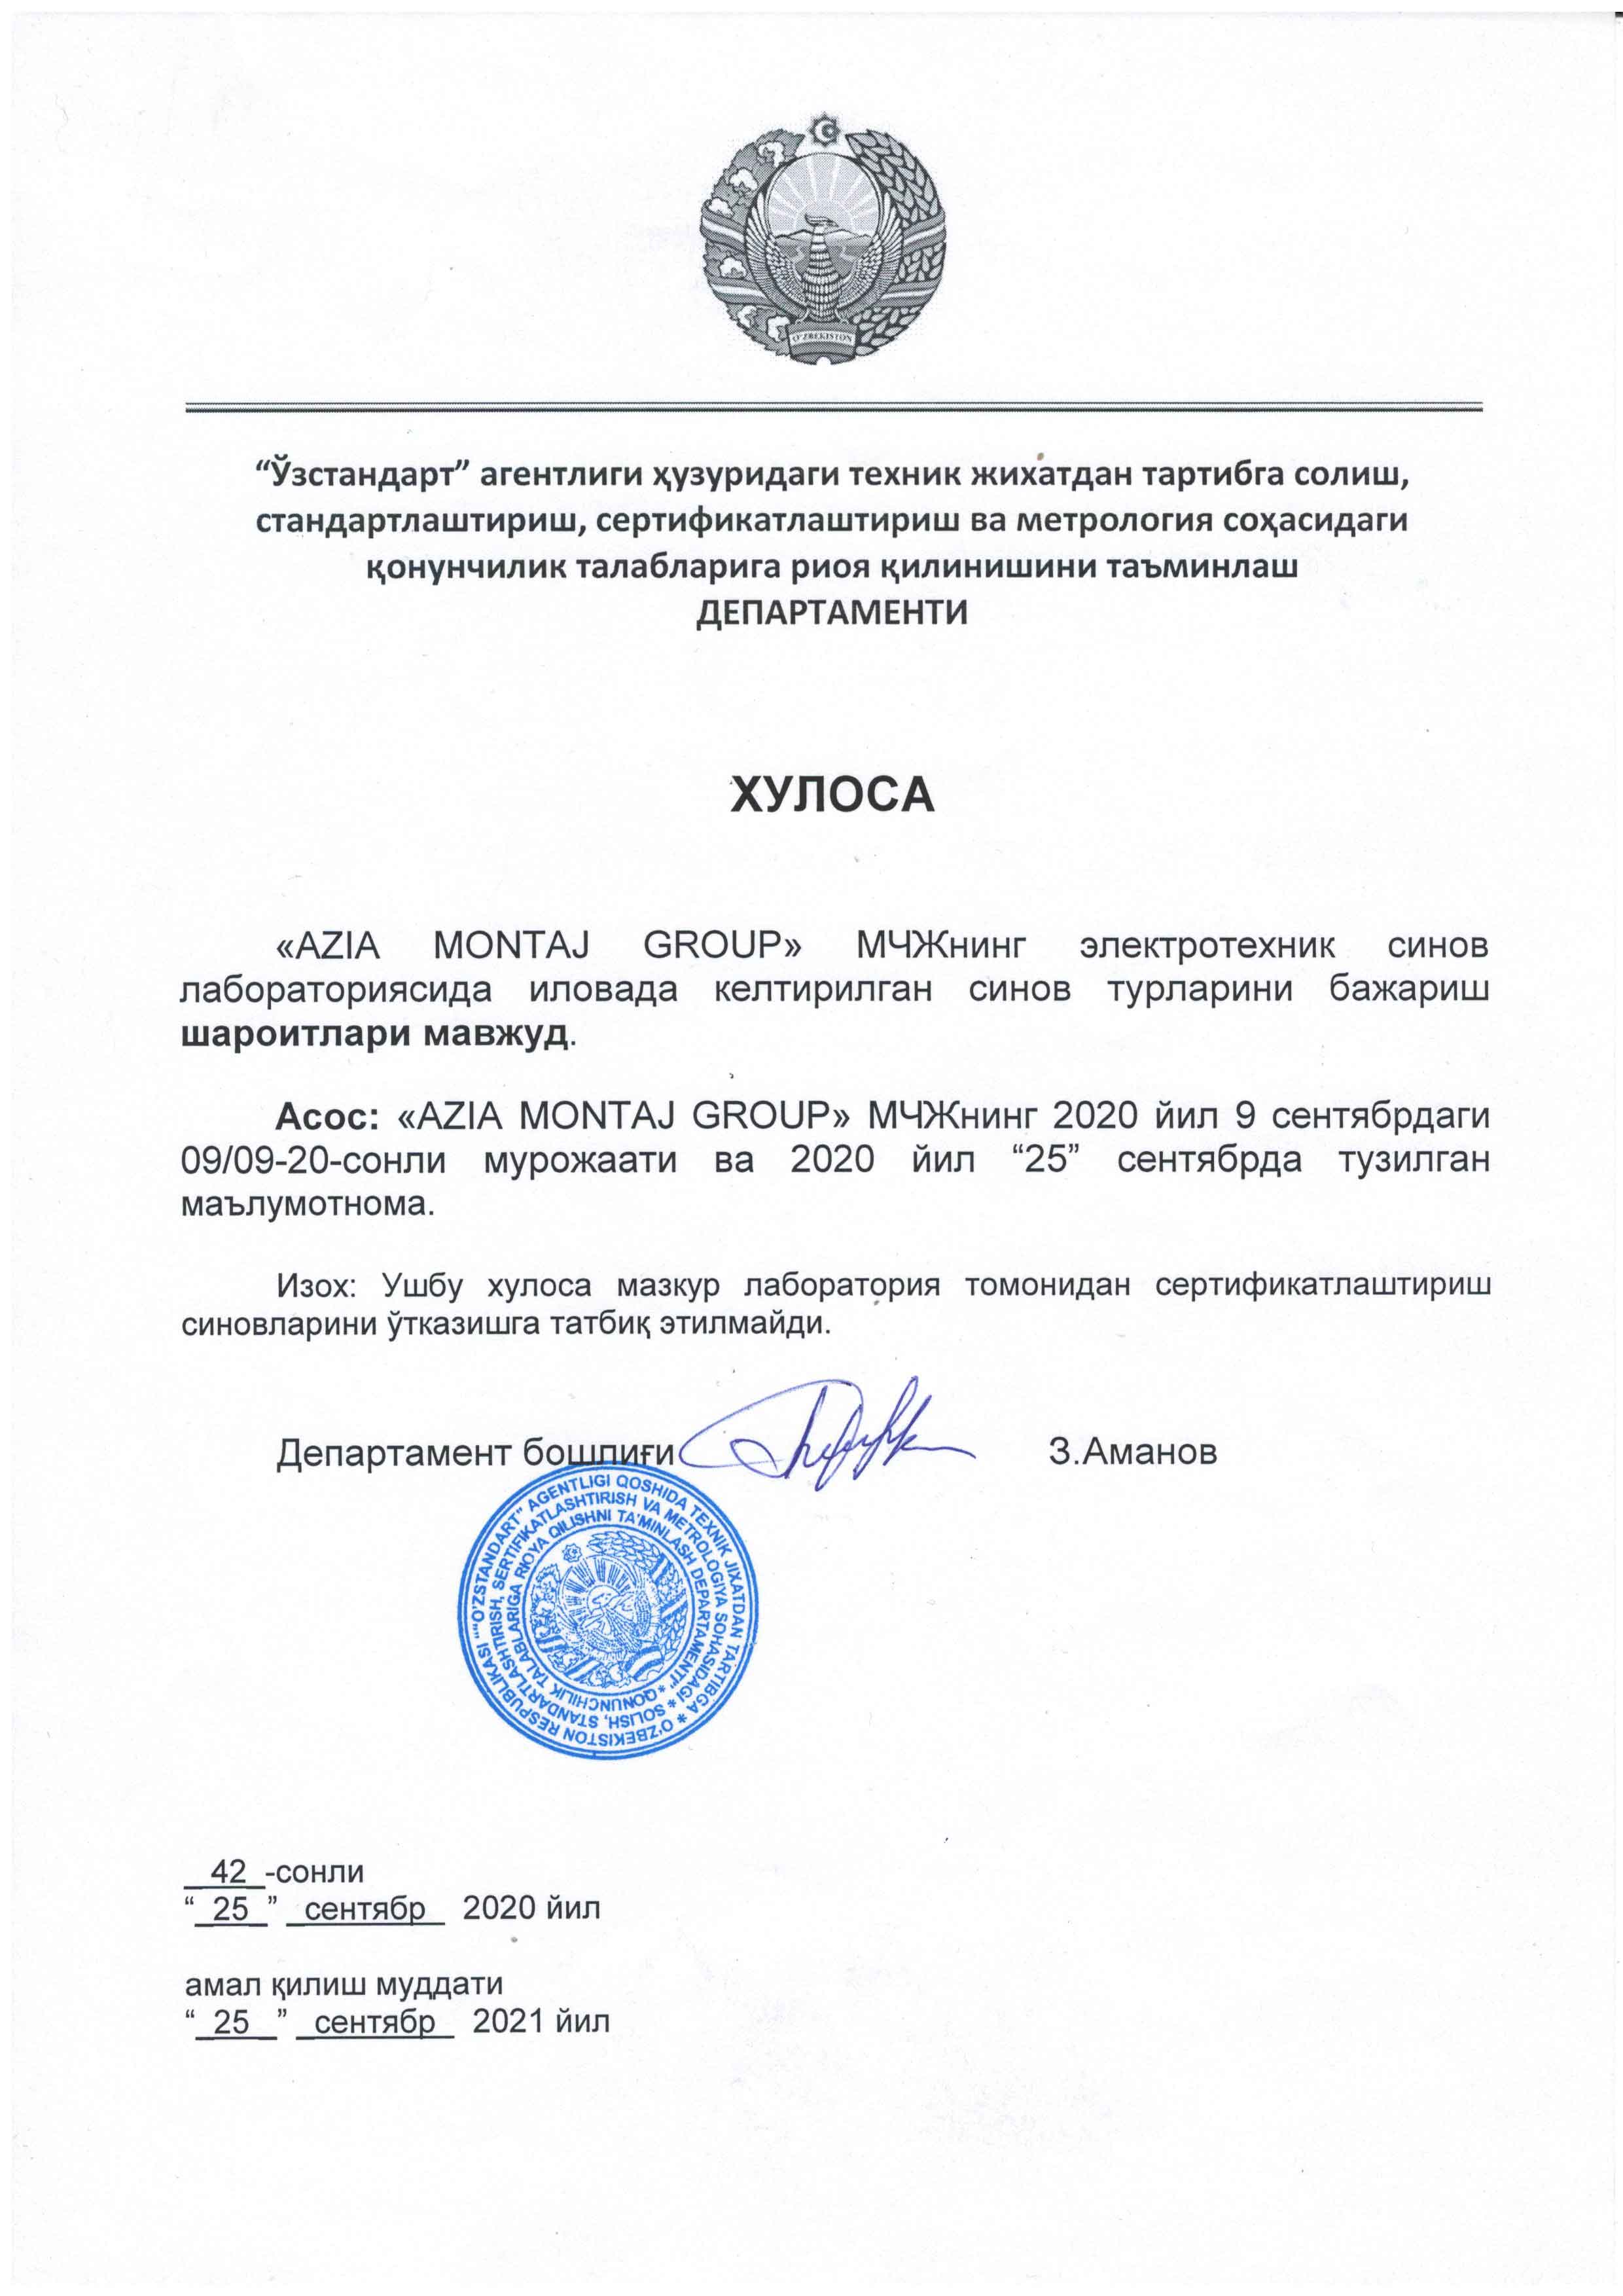 O'ZBEKISTON
“Ўзстандарт” агентлиги ҳузуридаги техник жихатдан тартибга солиш,
стандартлаштириш, сертификатлаштириш ва метрология соҳасидаги
қонунчилик талабларига риоя қилинишини таъминлаш
ДЕПАРТАМЕНТИ
ХУЛОСА
«AZIA MONTAJ GROUP» МЧЖнинг электротехник синов
лабораториясида иловада келтирилган синов турларини бажариш
шароитлари мавжуд.
Асос: «AZIA MONTAJ GROUP» МЧЖнинг 2020 йил 9 сентябрдаги
09/09-20-сонли мурожаати ва 2020 йил “25” сентябрда тузилган
маълумотнома.
Изох: Ушбу хулоса мазкур лаборатория томонидан сертификатлаштириш
синовларини ўтказишга татбиқ этилмайди.
Департамент бошлиғи З.Аманов
* O'ZBEKISTON RESPUBLIKASI ""O'ZSTANDART" AGENTLIGI QOSHIDA TEXNIK JIXATDAN TARTIBGA
* SOLISH, STANDARTLASHTIRISH, SERTIFIKATLASHTIRISH VA METROLOGIYA SOHASIDAGI
* QONUNCHILIK TALABLARIGA RIOYA QILISHNI TA'MINLASH DEPARTAMENTI"
42 -сонли
“ 25 ” сентябр 2020 йил
амал қилиш муддати
“ 25 ” сентябр 2021 йил